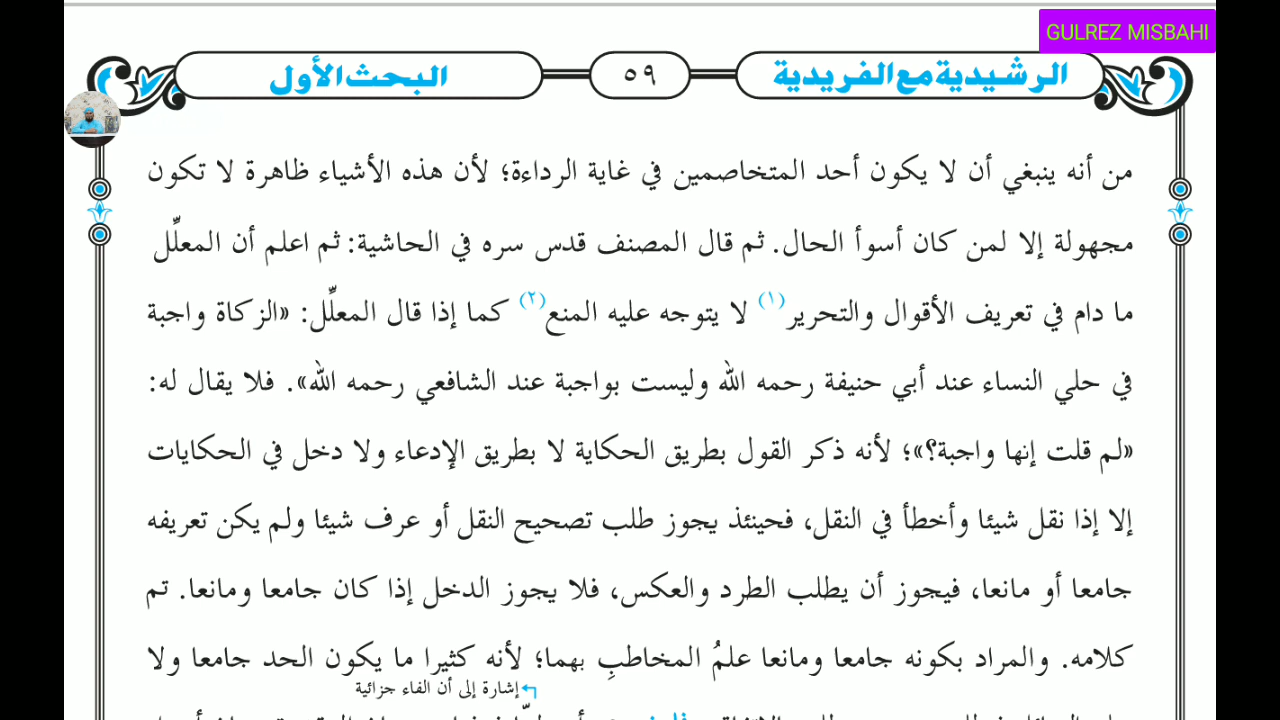 GULREZ MISBAHI
الرشيدية مع الفريدية ٥٩ البحث الأول
من أنه ينبغي أن لا يكون أحد المتخاصمين في غاية الرداءة؛ لأن هذه الأشياء ظاهرة لا تكون
مجهولة إلا لمن كان أسوأ الحال. ثم قال المصنف قدس سره في الحاشية: ثم اعلم أن المعلِّل
ما دام في تعريف الأقوال والتحرير(١) لا يتوجه عليه المنع(٢) كما إذا قال المعلِّل: «الزكاة واجبة
في حلي النساء عند أبي حنيفة رحمه الله وليست بواجبة عند الشافعي رحمه الله». فلا يقال له:
«لم قلت إنها واجبة؟»؛ لأنه ذكر القول بطريق الحكاية لا بطريق الإدعاء ولا دخل في الحكايات
إلا إذا نقل شيئا وأخطأ في النقل، فحينئذ يجوز طلب تصحيح النقل أو عرف شيئا ولم يكن تعريفه
جامعا أو مانعا، فيجوز أن يطلب الطرد والعكس، فلا يجوز الدخل إذا كان جامعا ومانعا. تم
كلامه. والمراد بكونه جامعا ومانعا علمُ المخاطبِ بهما؛ لأنه كثيرا ما يكون الحد جامعا ولا
إشارة إلى أن الفاء جزائية